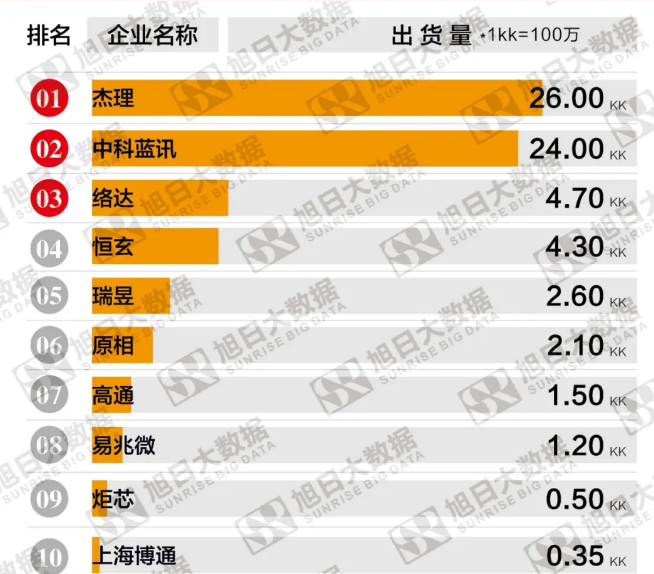 排名 企业名称 出货量 *1kk=100万
01 杰理 26.00 KK
02 中科蓝讯 24.00 KK
03 络达 4.70 KK
04 恒玄 4.30 KK
05 瑞昱 2.60 KK
06 原相 2.10 KK
07 高通 1.50 KK
08 易兆微 1.20 KK
09 炬芯 0.50 KK
10 上海博通 0.35 KK
旭日大数据
SUNRISE BIG DATA